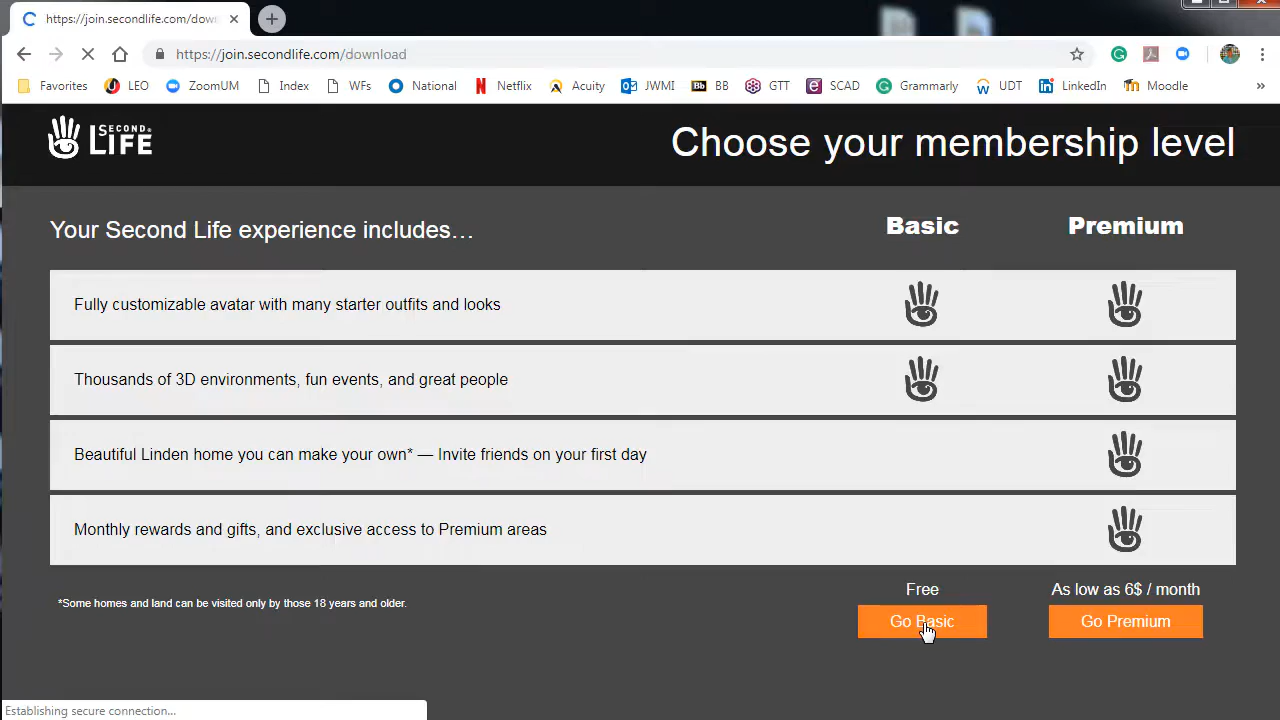 https://join.secondlife.com/dow
https://join.secondlife.com/download
Favorites LEO ZoomUM Index WFs National Netflix Acuity JWMI Bb BB GTT SCAD Grammarly UDT LinkedIn Moodle »
SECOND LIFE
Choose your membership level
Your Second Life experience includes…
Basic Premium
Fully customizable avatar with many starter outfits and looks
Thousands of 3D environments, fun events, and great people
Beautiful Linden home you can make your own* — Invite friends on your first day
Monthly rewards and gifts, and exclusive access to Premium areas
*Some homes and land can be visited only by those 18 years and older.
Free As low as 6$ / month
Go Basic Go Premium
Establishing secure connection...